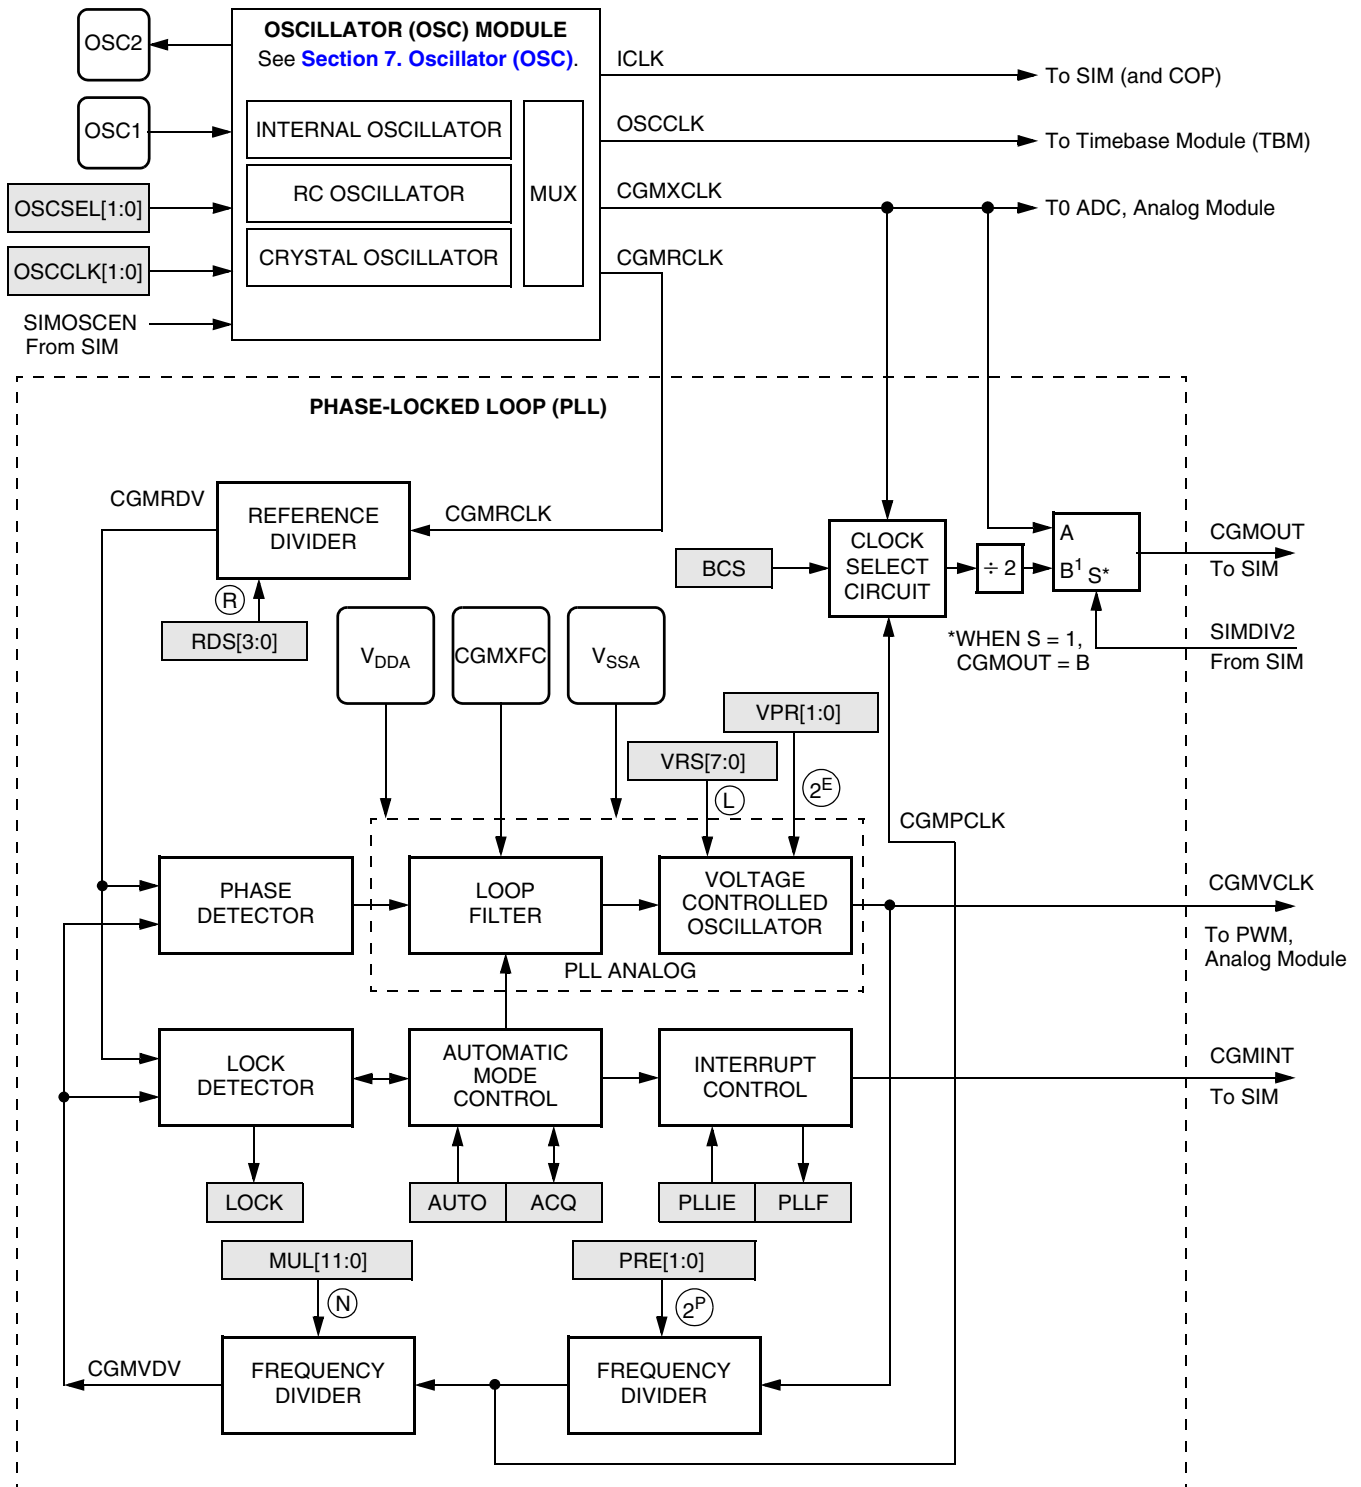 OSC2
OSCILLATOR (OSC) MODULE
See Section 7. Oscillator (OSC).
ICLK
To SIM (and COP)
OSC1
INTERNAL OSCILLATOR
OSCCLK
To Timebase Module (TBM)
OSCSEL[1:0]
RC OSCILLATOR
MUX
CGMXCLK
T0 ADC, Analog Module
OSCCLK[1:0]
CRYSTAL OSCILLATOR
CGMRCLK
SIMOSCEN
From SIM
PHASE-LOCKED LOOP (PLL)
CGMRDV
REFERENCE
DIVIDER
CGMRCLK
R
RDS[3:0]
BCS
CLOCK
SELECT
CIRCUIT
÷ 2
A
B1 S*
CGMOUT
To SIM
*WHEN S = 1,
CGMOUT = B
SIMDIV2
From SIM
VDDA
CGMXFC
VSSA
VPR[1:0]
VRS[7:0]
L
2E
CGMPCLK
PHASE
DETECTOR
LOOP
FILTER
VOLTAGE
CONTROLLED
OSCILLATOR
CGMVCLK
To PWM,
Analog Module
PLL ANALOG
LOCK
DETECTOR
AUTOMATIC
MODE
CONTROL
INTERRUPT
CONTROL
CGMINT
To SIM
LOCK
AUTO
ACQ
PLLIE
PLLF
MUL[11:0]
PRE[1:0]
N
2P
CGMVDV
FREQUENCY
DIVIDER
FREQUENCY
DIVIDER